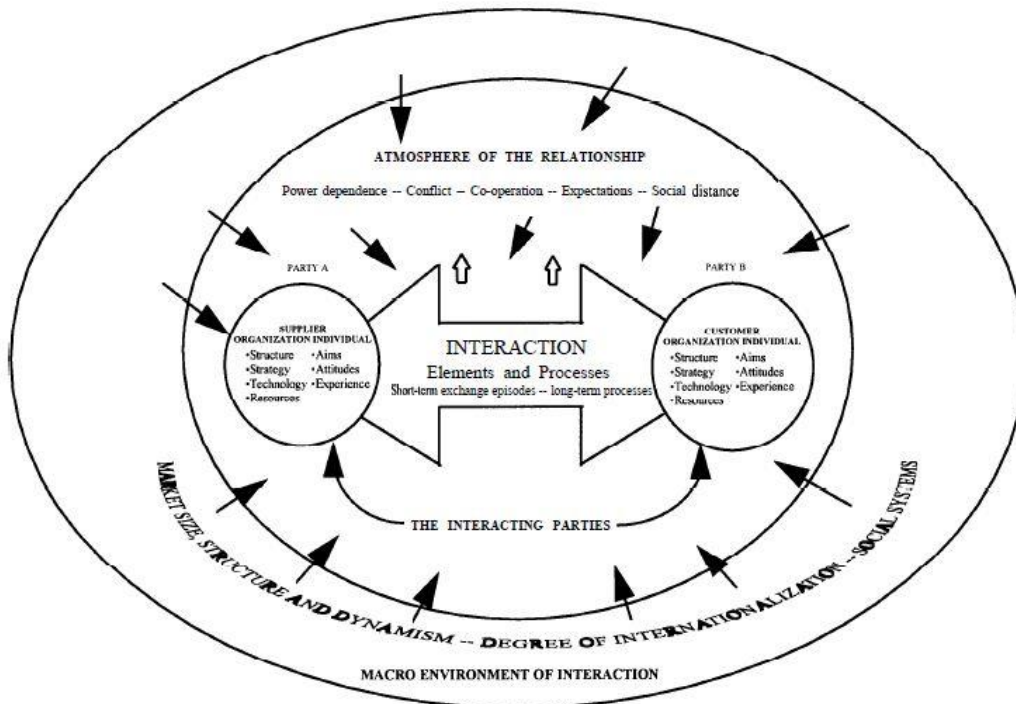 ATMOSPHERE OF THE RELATIONSHIP
Power dependence -- Conflict -- Co-operation -- Expectations -- Social distance
PARTY A
PARTY B
SUPPLIER
ORGANIZATION INDIVIDUAL
•Structure •Aims
•Strategy •Attitudes
•Technology •Experience
•Resources
INTERACTION
Elements and Processes
Short-term exchange episodes -- long-term processes
CUSTOMER
ORGANIZATION INDIVIDUAL
•Structure •Aims
•Strategy •Attitudes
•Technology •Experience
•Resources
THE INTERACTING PARTIES
MARKET SIZE, STRUCTURE AND DYNAMISM -- DEGREE OF INTERNATIONALIZATION -- SOCIAL SYSTEMS
MACRO ENVIRONMENT OF INTERACTION